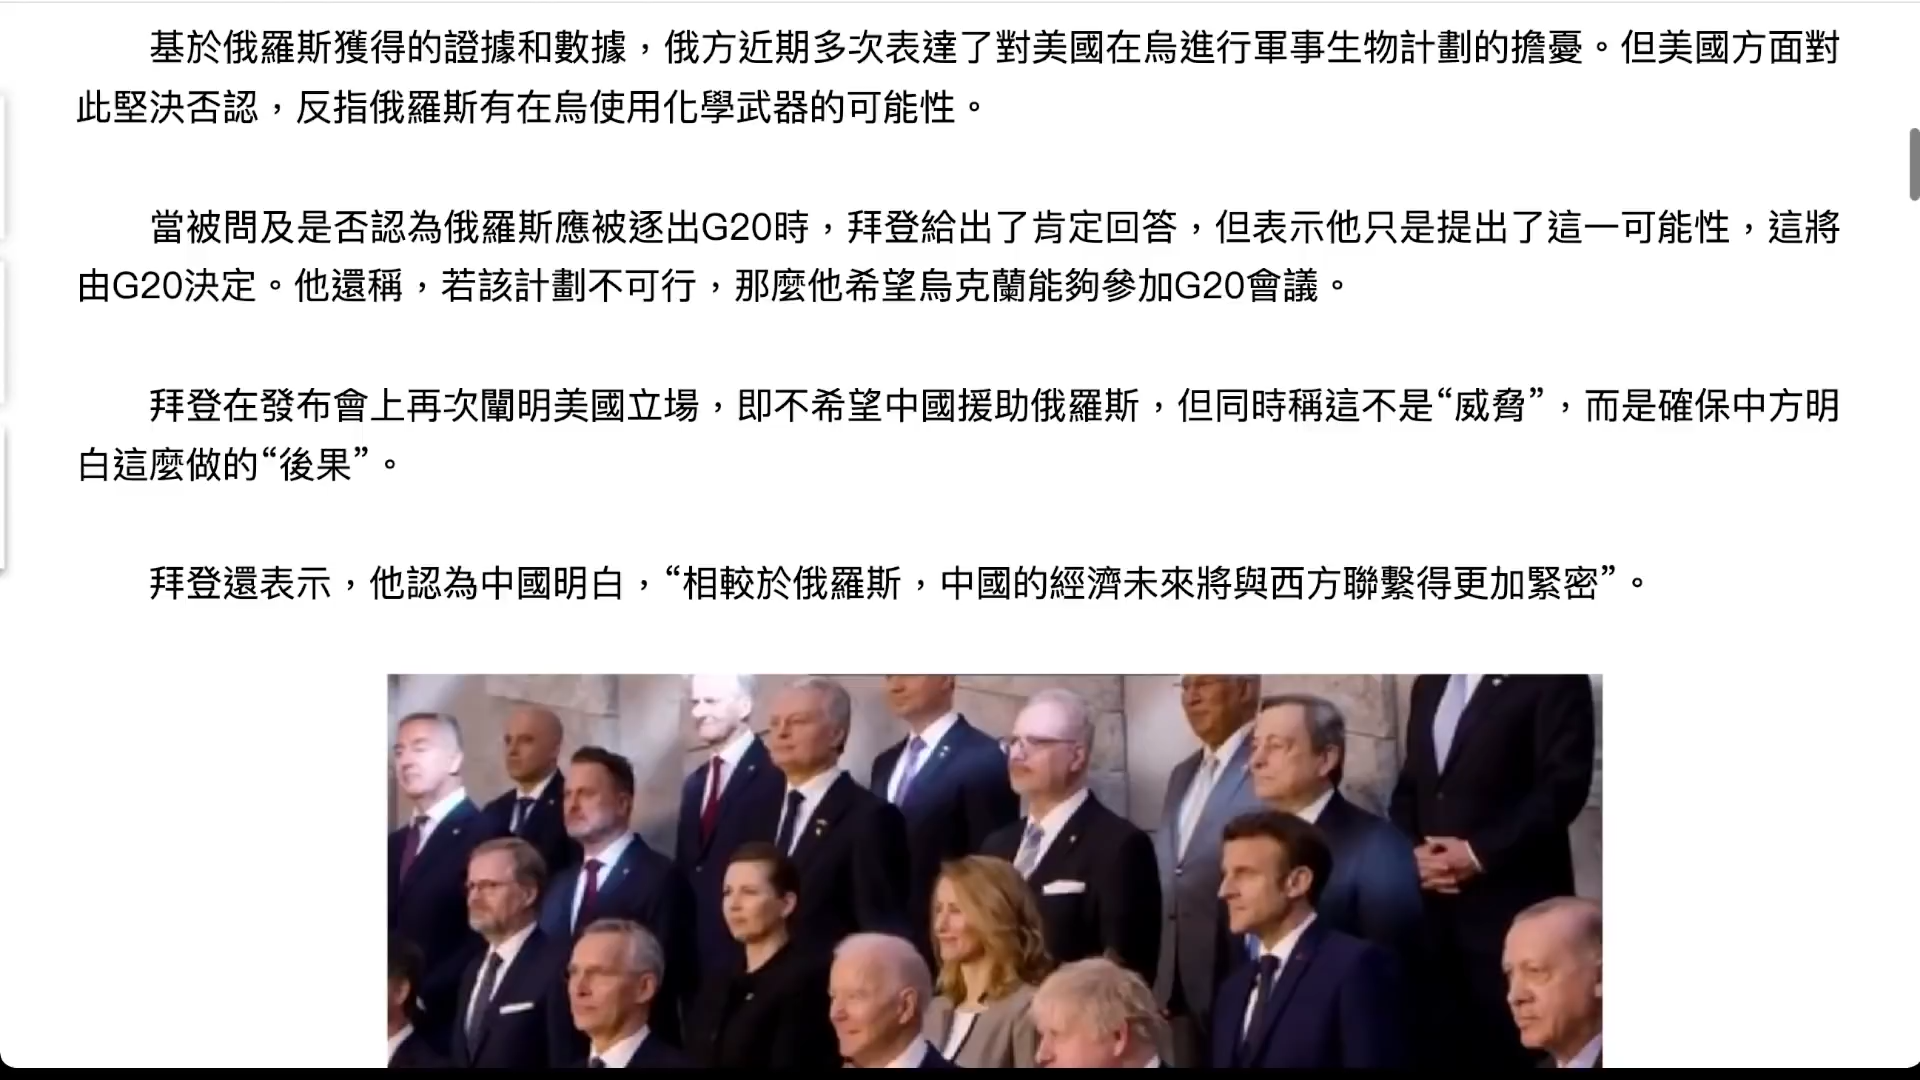 基於俄羅斯獲得的證據和數據，俄方近期多次表達了對美國在烏進行軍事生物計劃的擔憂。但美國方面對
此堅決否認，反指俄羅斯有在烏使用化學武器的可能性。
當被問及是否認為俄羅斯應被逐出G20時，拜登給出了肯定回答，但表示他只是提出了這一可能性，這將
由G20決定。他還稱，若該計劃不可行，那麼他希望烏克蘭能夠參加G20會議。
拜登在發布會上再次闡明美國立場，即不希望中國援助俄羅斯，但同時稱這不是“威脅”，而是確保中方明
白這麼做的“後果”。
拜登還表示，他認為中國明白，“相較於俄羅斯，中國的經濟未來將與西方聯繫得更加緊密”。